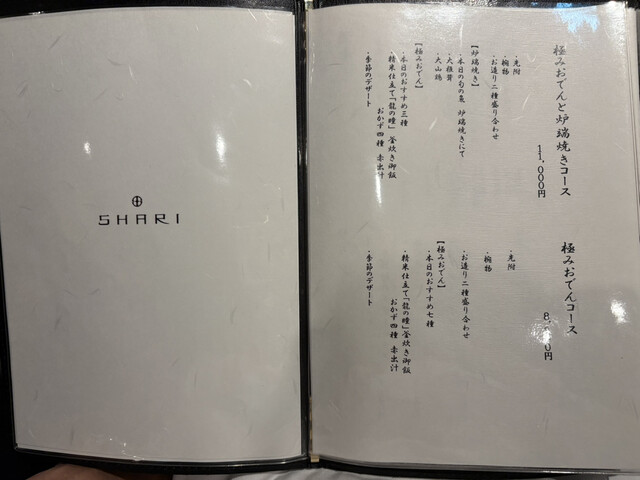 SHARI
極みおでんと炉端焼きコース
11,000円
・先附
・椀物
・お造り二種盛り合わせ
【炉端焼き】
・本日の旬の魚 炉端焼きにて
・大椎茸
・大山鶏
【極みおでん】
・本日のおすすめ三種
・精米仕立て「龍の瞳」釜炊き御飯
おかず四種 赤出汁
・季節のデザート
極みおでんコース
・先附
・椀物
・お造り二種盛り合わせ
【極みおでん】
・本日のおすすめ七種
・精米仕立て「龍の瞳」釜炊き御飯
おかず四種 赤出汁
・季節のデザート